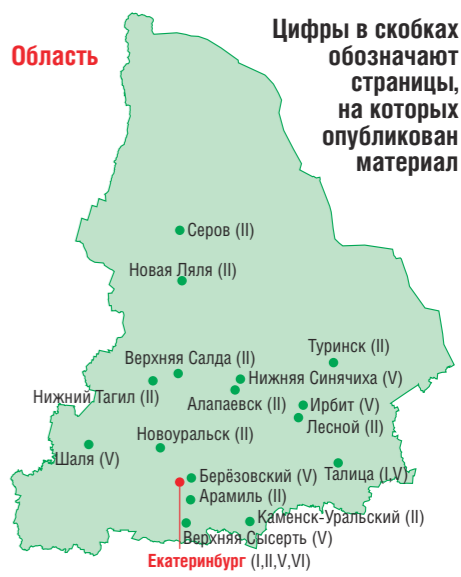 Область
Цифры в скобках
обозначают
страницы,
на которых
опубликован
материал
Серов (II)
Новая Ляля (II)
Туринск (II)
Верхняя Салда (II)
Нижняя Синячиха (V)
Нижний Тагил (II)
Алапаевск (II)
Ирбит (V)
Лесной (II)
Новоуральск (II)
Шаля (V)
Талица (I,V)
Берёзовский (V)
Арамиль (II)
Каменск-Уральский (II)
Верхняя Сысерть (V)
Екатеринбург (I,II,V,VI)